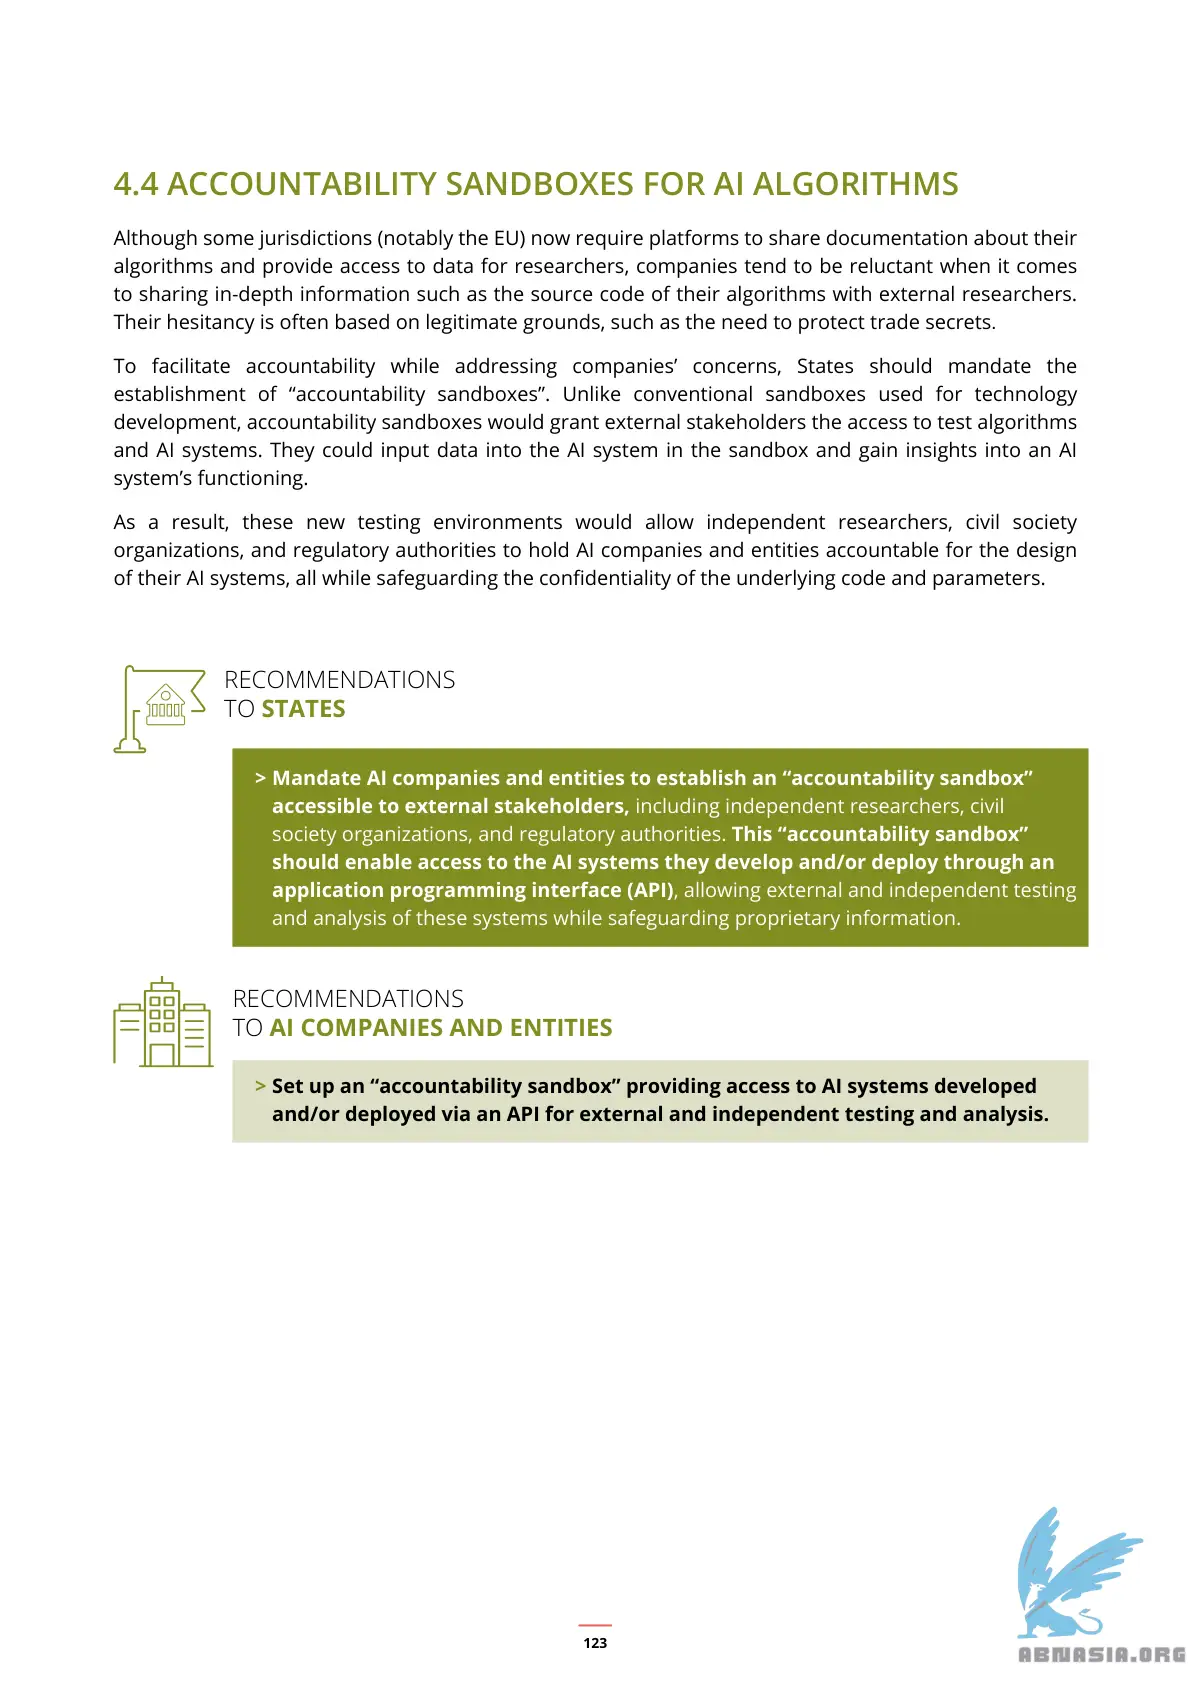 4.4 ACCOUNTABILITY SANDBOXES FOR AI ALGORITHMS
Although some jurisdictions (notably the EU) now require platforms to share documentation about their
algorithms and provide access to data for researchers, companies tend to be reluctant when it comes
to sharing in-depth information such as the source code of their algorithms with external researchers.
Their hesitancy is often based on legitimate grounds, such as the need to protect trade secrets.
To facilitate accountability while addressing companies’ concerns, States should mandate the
establishment of “accountability sandboxes”. Unlike conventional sandboxes used for technology
development, accountability sandboxes would grant external stakeholders the access to test algorithms
and AI systems. They could input data into the AI system in the sandbox and gain insights into an AI
system’s functioning.
As a result, these new testing environments would allow independent researchers, civil society
organizations, and regulatory authorities to hold AI companies and entities accountable for the design
of their AI systems, all while safeguarding the confidentiality of the underlying code and parameters.
RECOMMENDATIONS
TO STATES
> Mandate AI companies and entities to establish an “accountability sandbox”
accessible to external stakeholders, including independent researchers, civil
society organizations, and regulatory authorities. This “accountability sandbox”
should enable access to the AI systems they develop and/or deploy through an
application programming interface (API), allowing external and independent testing
and analysis of these systems while safeguarding proprietary information.
RECOMMENDATIONS
TO AI COMPANIES AND ENTITIES
> Set up an “accountability sandbox” providing access to AI systems developed
and/or deployed via an API for external and independent testing and analysis.
123
ABNASIA.ORG